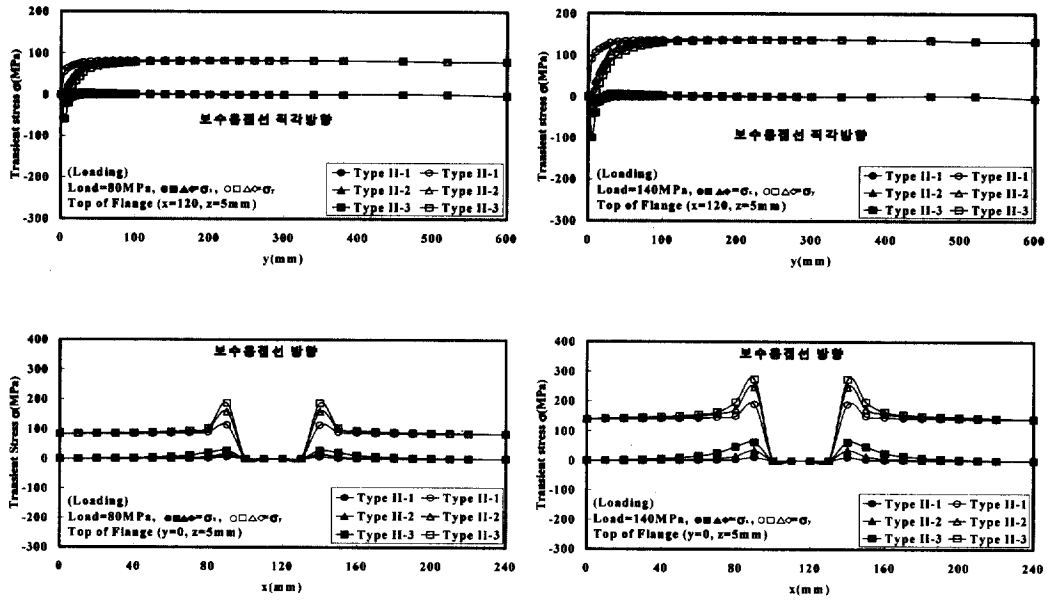 Transient stress σ(MPa)
200
100
0
-100
-200
-300
보수용접선 직각방향
(Loading)
Load=80MPa, ●■▲◆=σₓ, ○□△◇=σᵧ
Top of Flange (x=120, z=5mm)
Type II-1 Type II-1
Type II-2 Type II-2
Type II-3 Type II-3
0 100 200 300 400 500 600
y(mm)
Transient stress σ(MPa)
200
100
0
-100
-200
-300
보수용접선 직각방향
(Loading)
Load=140MPa, ●■▲◆=σₓ, ○□△◇=σᵧ
Top of Flange (x=120, z=5mm)
Type II-1 Type II-1
Type II-2 Type II-2
Type II-3 Type II-3
0 100 200 300 400 500 600
y(mm)
Transient Stress σ(MPa)
400
300
200
100
0
-100
-200
-300
보수용접선 방향
(Loading)
Load=80MPa, ●■▲◆=σₓ, ○□△◇=σᵧ
Top of Flange (y=0, z=5mm)
Type II-1 Type II-1
Type II-2 Type II-2
Type II-3 Type II-3
0 40 80 120 160 200 240
x(mm)
Transient stress σ(MPa)
400
300
200
100
0
-100
-200
-300
보수용접선 방향
(Loading)
Load=140MPa, ●■▲◆=σₓ, ○□△◇=σᵧ
Top of Flange (y=0, z=5mm)
Type II-1 Type II-1
Type II-2 Type II-2
Type II-3 Type II-3
0 40 80 120 160 200 240
x(mm)